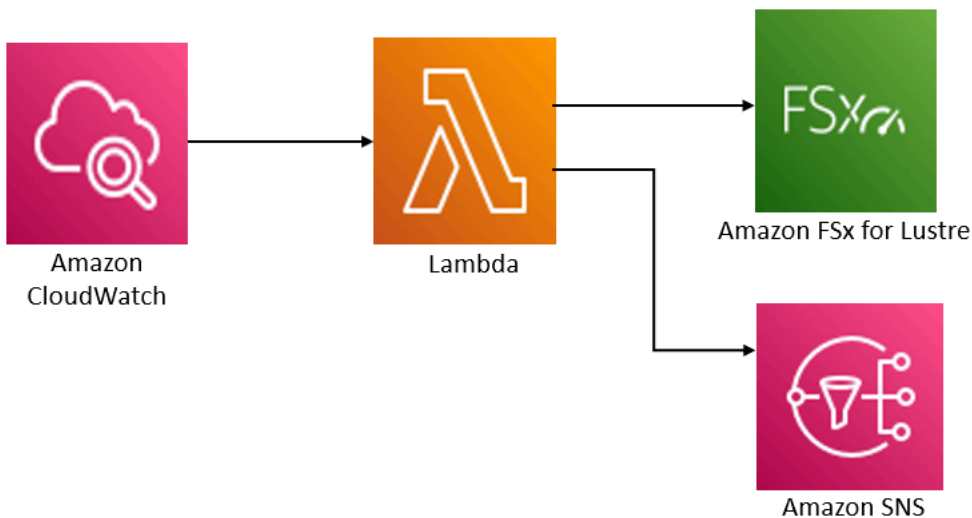 Amazon
CloudWatch
Lambda
FSx
Amazon FSx for Lustre
Amazon SNS